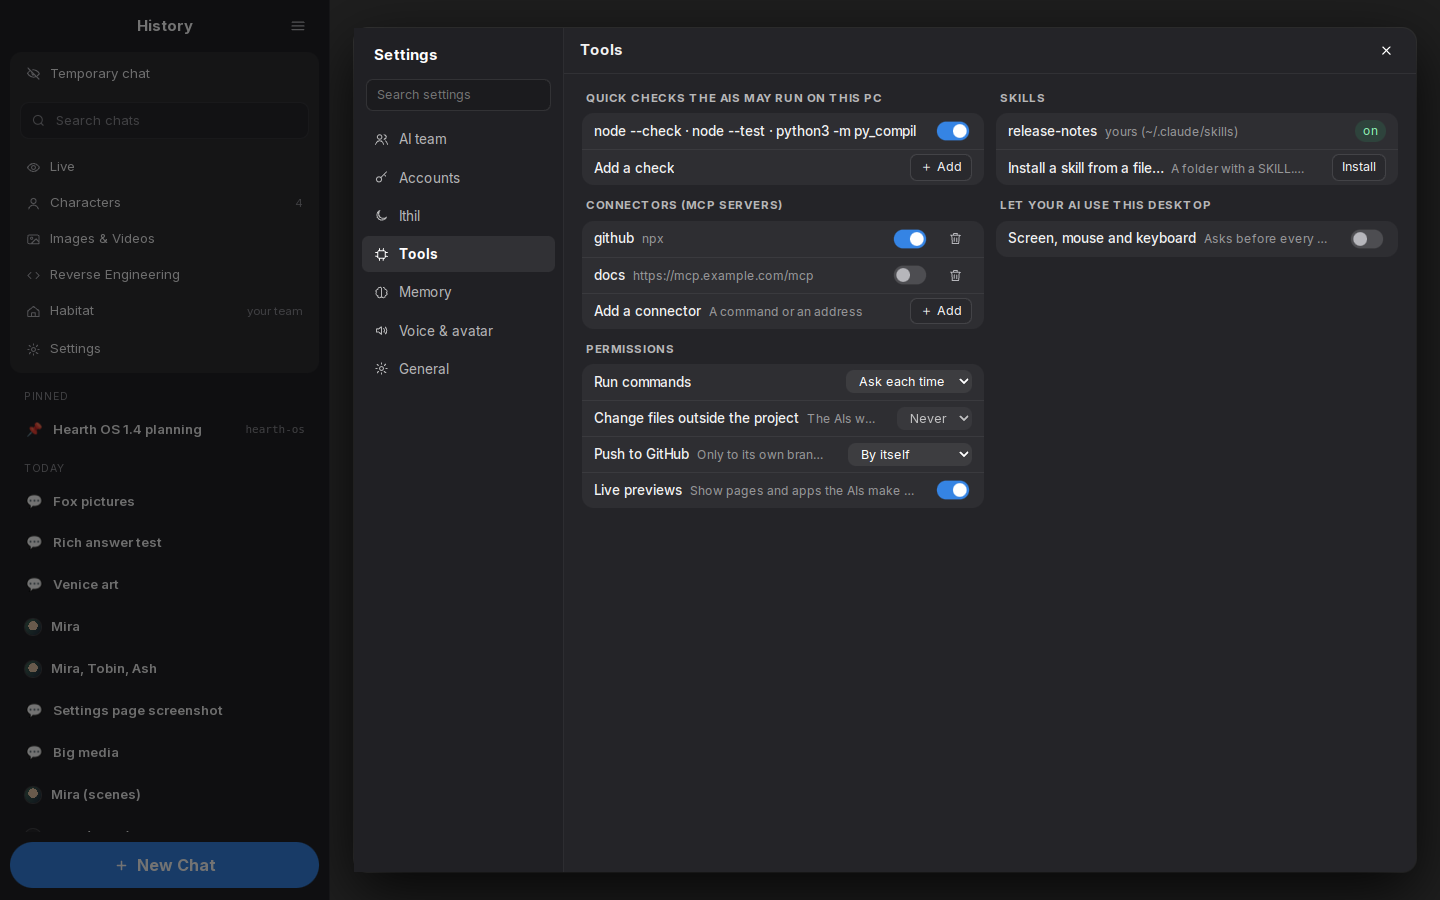 History
Temporary chat
Search chats
Live
Characters 4
Images & Videos
Reverse Engineering
Habitat your team
Settings
PINNED
Hearth OS 1.4 planning hearth-os
TODAY
Fox pictures
Rich answer test
Venice art
Mira
Mira, Tobin, Ash
Settings page screenshot
Big media
Mira (scenes)
+ New Chat
Settings
Search settings
AI team
Accounts
Ithil
Tools
Memory
Voice & avatar
General
Tools
QUICK CHECKS THE AIS MAY RUN ON THIS PC
node --check · node --test · python3 -m py_compil
Add a check + Add
CONNECTORS (MCP SERVERS)
github npx
docs https://mcp.example.com/mcp
Add a connector A command or an address + Add
PERMISSIONS
Run commands Ask each time
Change files outside the project The AIs w... Never
Push to GitHub Only to its own bran... By itself
Live previews Show pages and apps the AIs make ...
SKILLS
release-notes yours (~/.claude/skills) on
Install a skill from a file... A folder with a SKILL.... Install
LET YOUR AI USE THIS DESKTOP
Screen, mouse and keyboard Asks before every ...